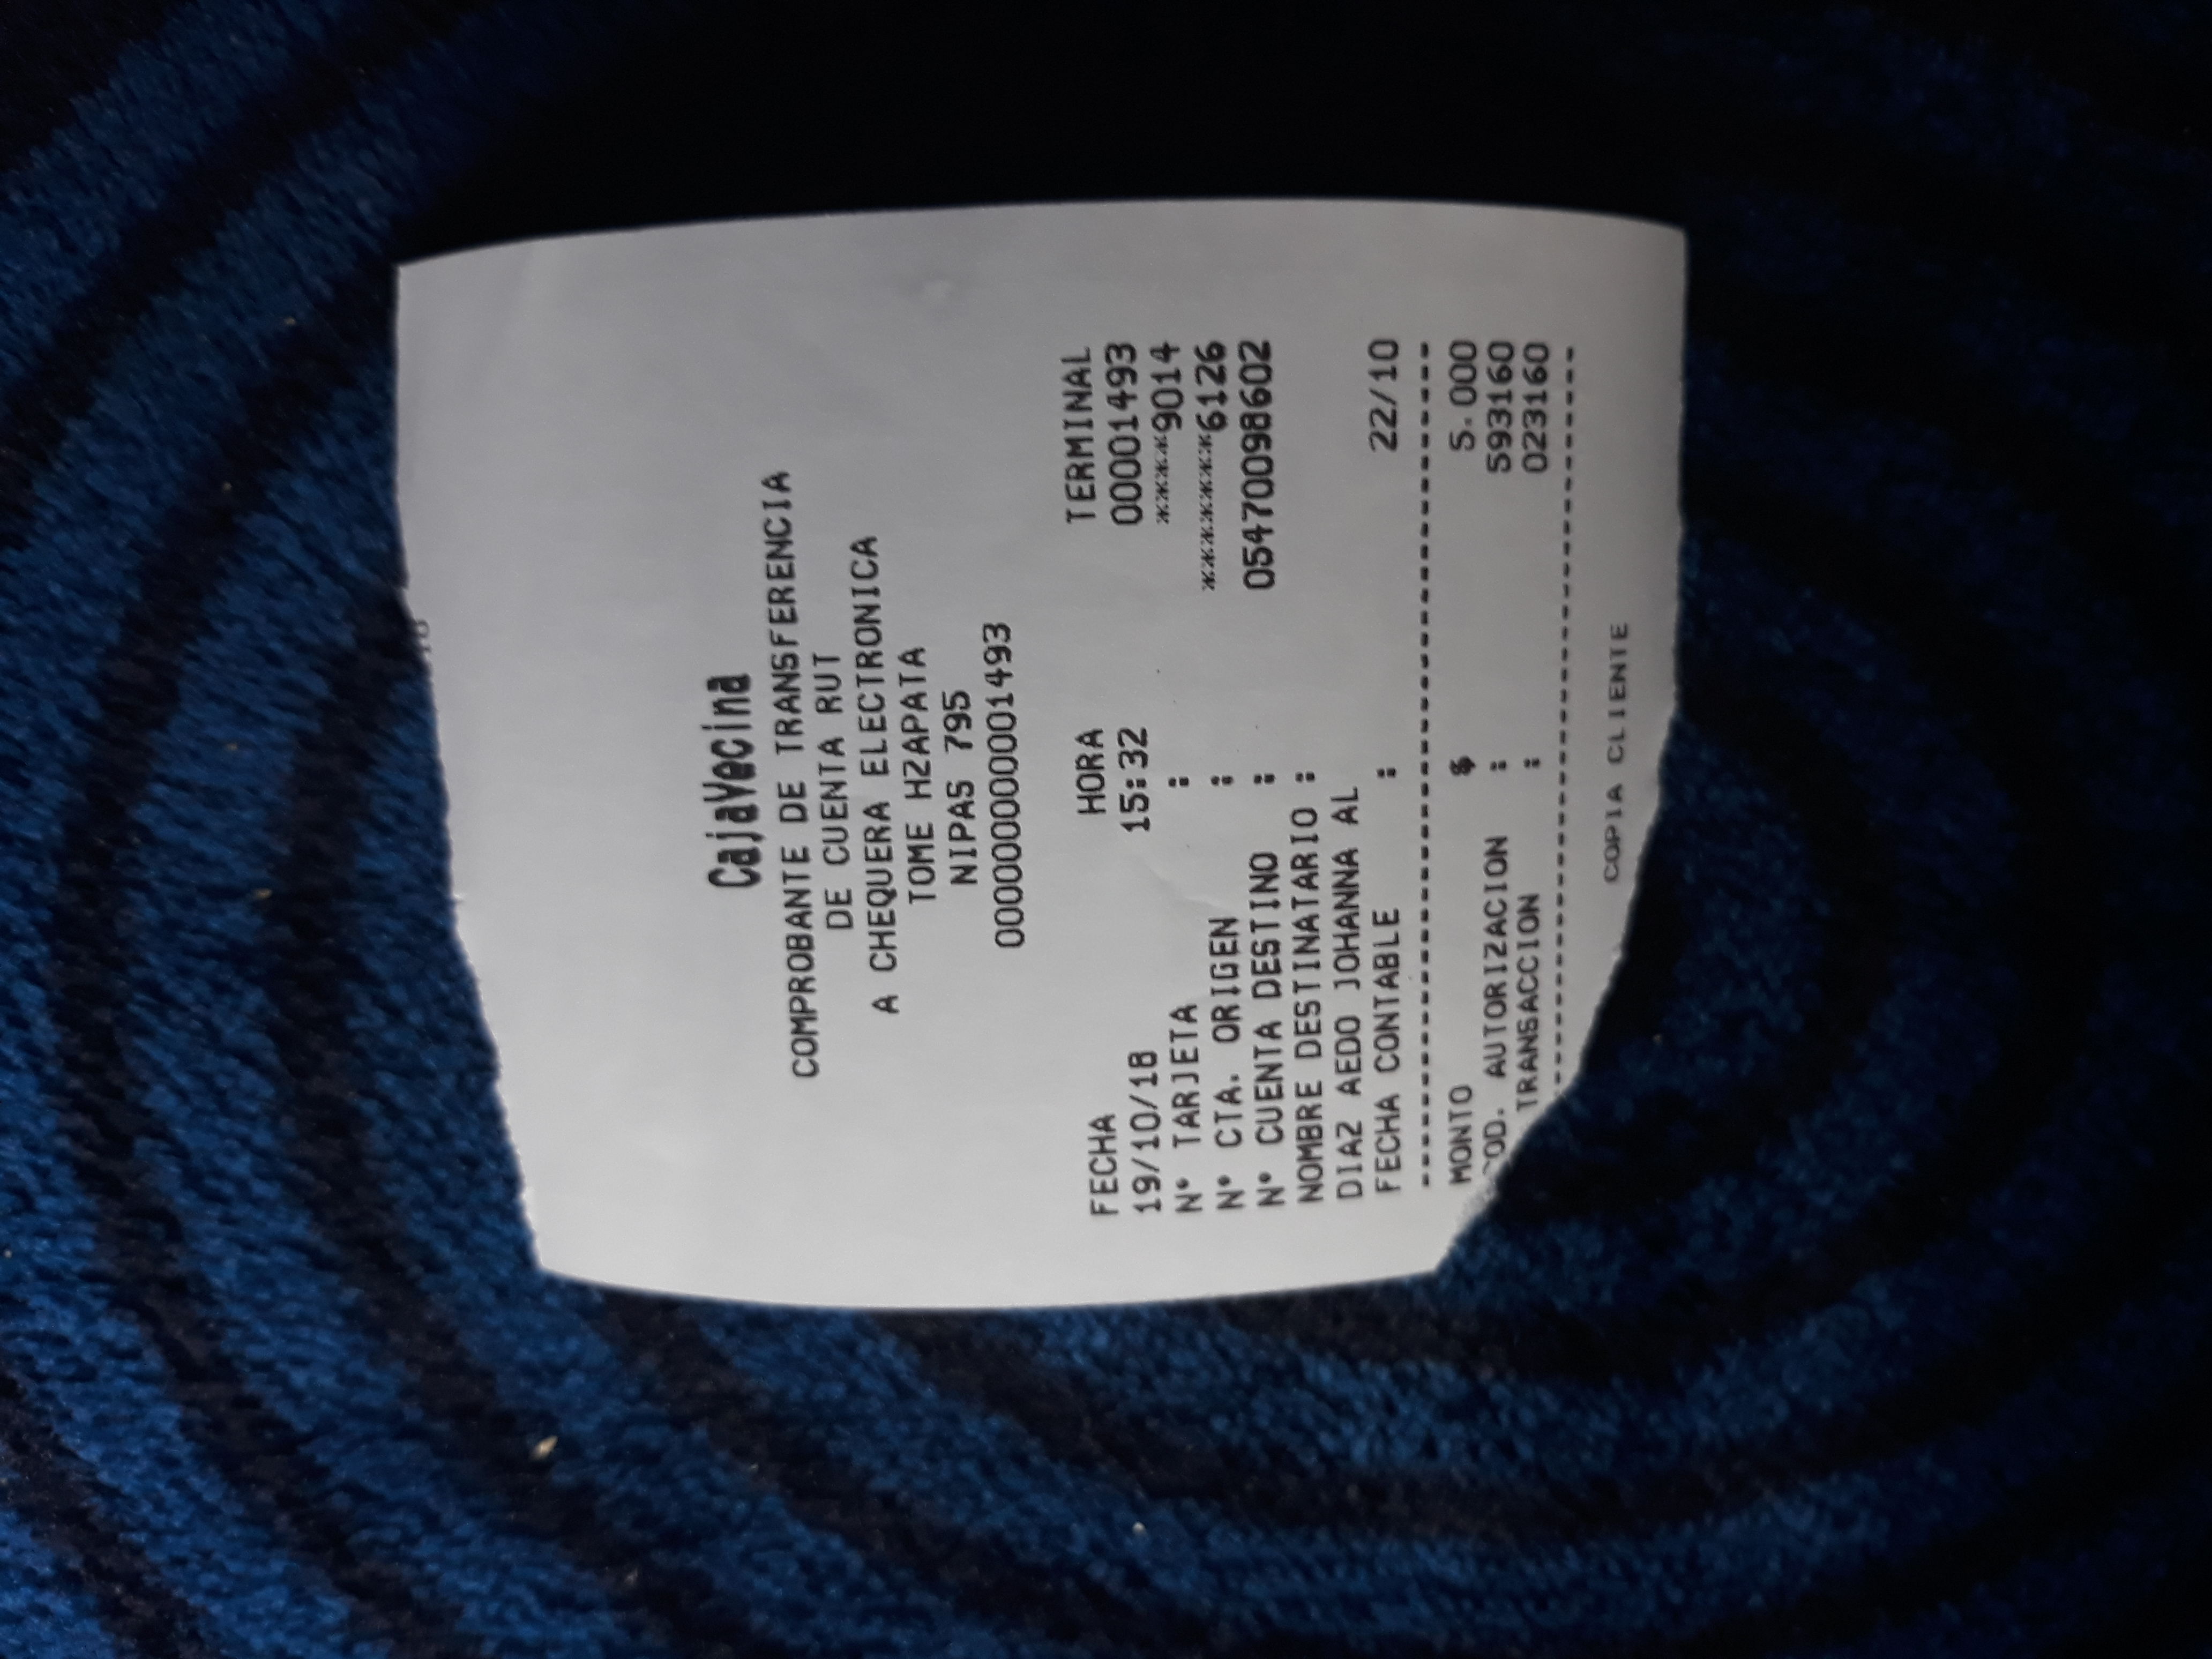 CajaVecina
COMPROBANTE DE TRANSFERENCIA
DE CUENTA RUT
A CHEQUERA ELECTRONICA
TOME HZAPATA
NIPAS 795
000000000001493
FECHA HORA TERMINAL
19/10/18 15:32 00001493
N° TARJETA : ****9014
N° CTA. ORIGEN : *******6126
N° CUENTA DESTINO : 05470098602
NOMBRE DESTINATARIO :
DIAZ AEDO JOHANNA AL
FECHA CONTABLE : 22/10
MONTO $ 5.000
OD. AUTORIZACION : 593160
TRANSACCION : 023160
COPIA CLIENTE